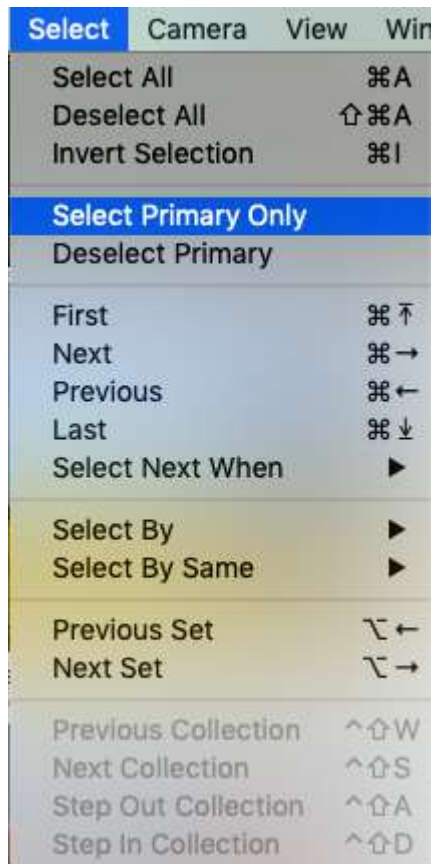 Select Camera View Win
Select All ⌘A
Deselect All ⇧⌘A
Invert Selection ⌘I
Select Primary Only
Deselect Primary
First ⌘⤒
Next ⌘→
Previous ⌘←
Last ⌘⤓
Select Next When ▶
Select By ▶
Select By Same ▶
Previous Set ⌥←
Next Set ⌥→
Previous Collection ^⇧W
Next Collection ^⇧S
Step Out Collection ^⇧A
Step In Collection ^⇧D